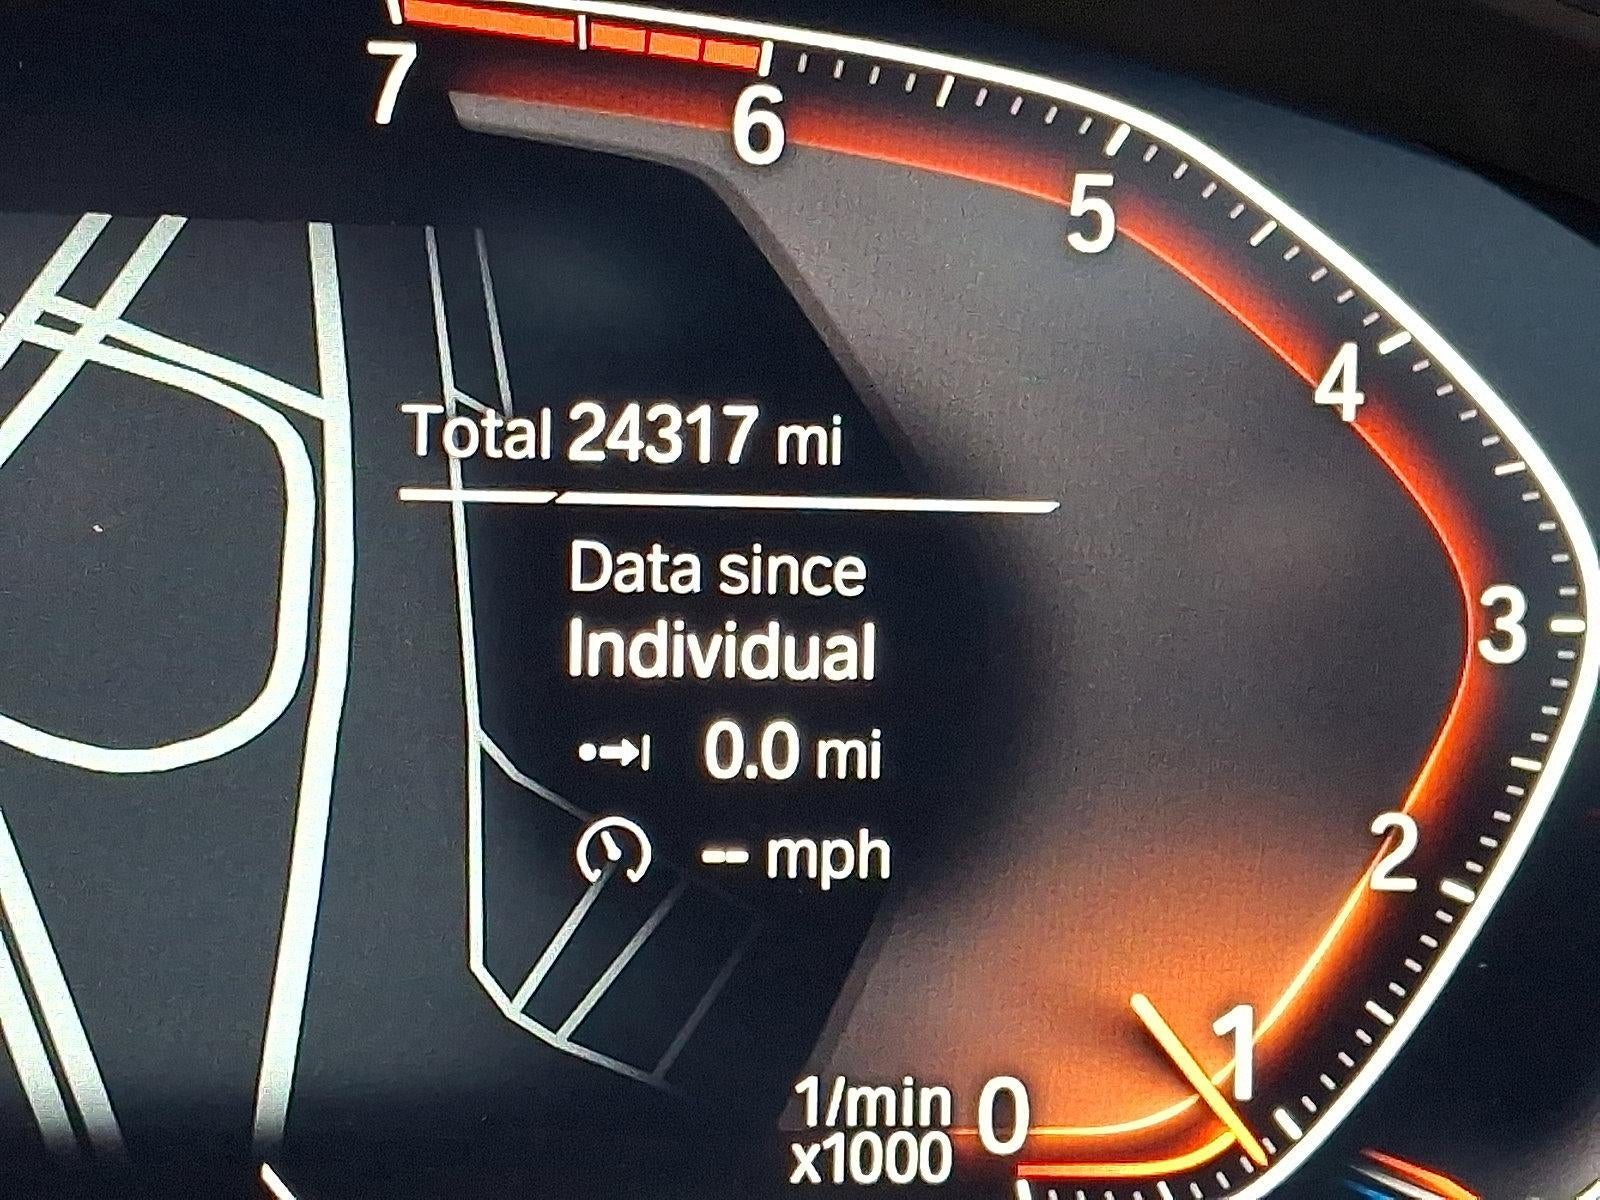 7
6
5
4
Total 24317 mi
Data since
Individual
3
0.0 mi
-- mph
2
1
1/min 0
x1000